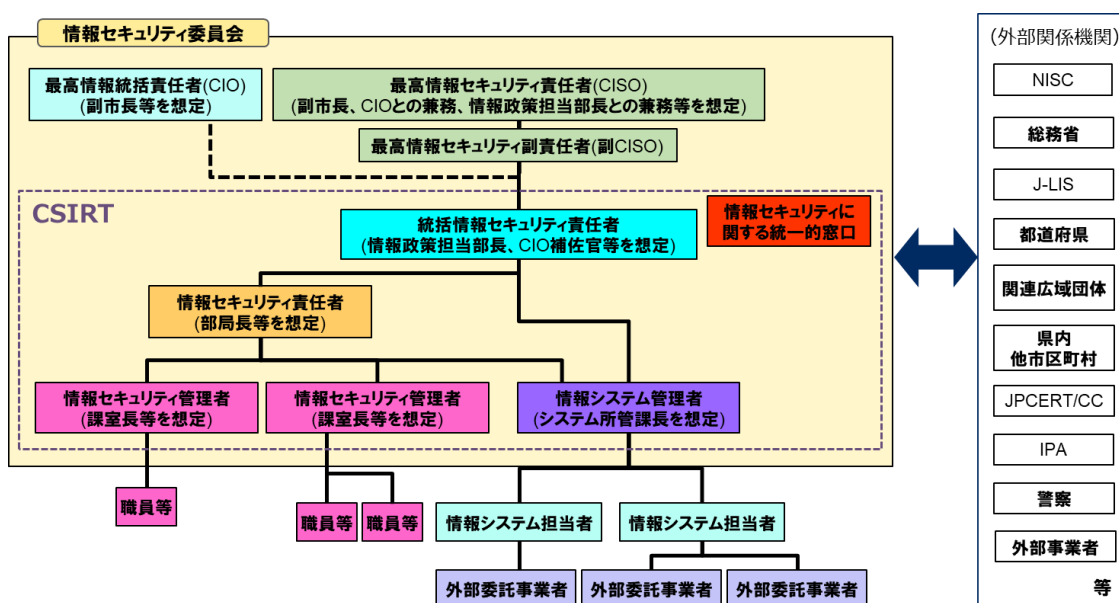 情報セキュリティ委員会
最高情報統括責任者(CIO)
(副市長等を想定)
最高情報セキュリティ責任者(CISO)
(副市長、CIOとの兼務、情報政策担当部長との兼務等を想定)
最高情報セキュリティ副責任者(副CISO)
CSIRT
統括情報セキュリティ責任者
(情報政策担当部長、CIO補佐官等を想定)
情報セキュリティに
関する統一的窓口
情報セキュリティ責任者
(部局長等を想定)
情報セキュリティ管理者
(課室長等を想定)
情報セキュリティ管理者
(課室長等を想定)
情報システム管理者
(システム所管課長を想定)
職員等
職員等
職員等
情報システム担当者
情報システム担当者
外部委託事業者
外部委託事業者
外部委託事業者
(外部関係機関)
NISC
総務省
J-LIS
都道府県
関連広域団体
県内
他市区町村
JPCERT/CC
IPA
警察
外部事業者
等